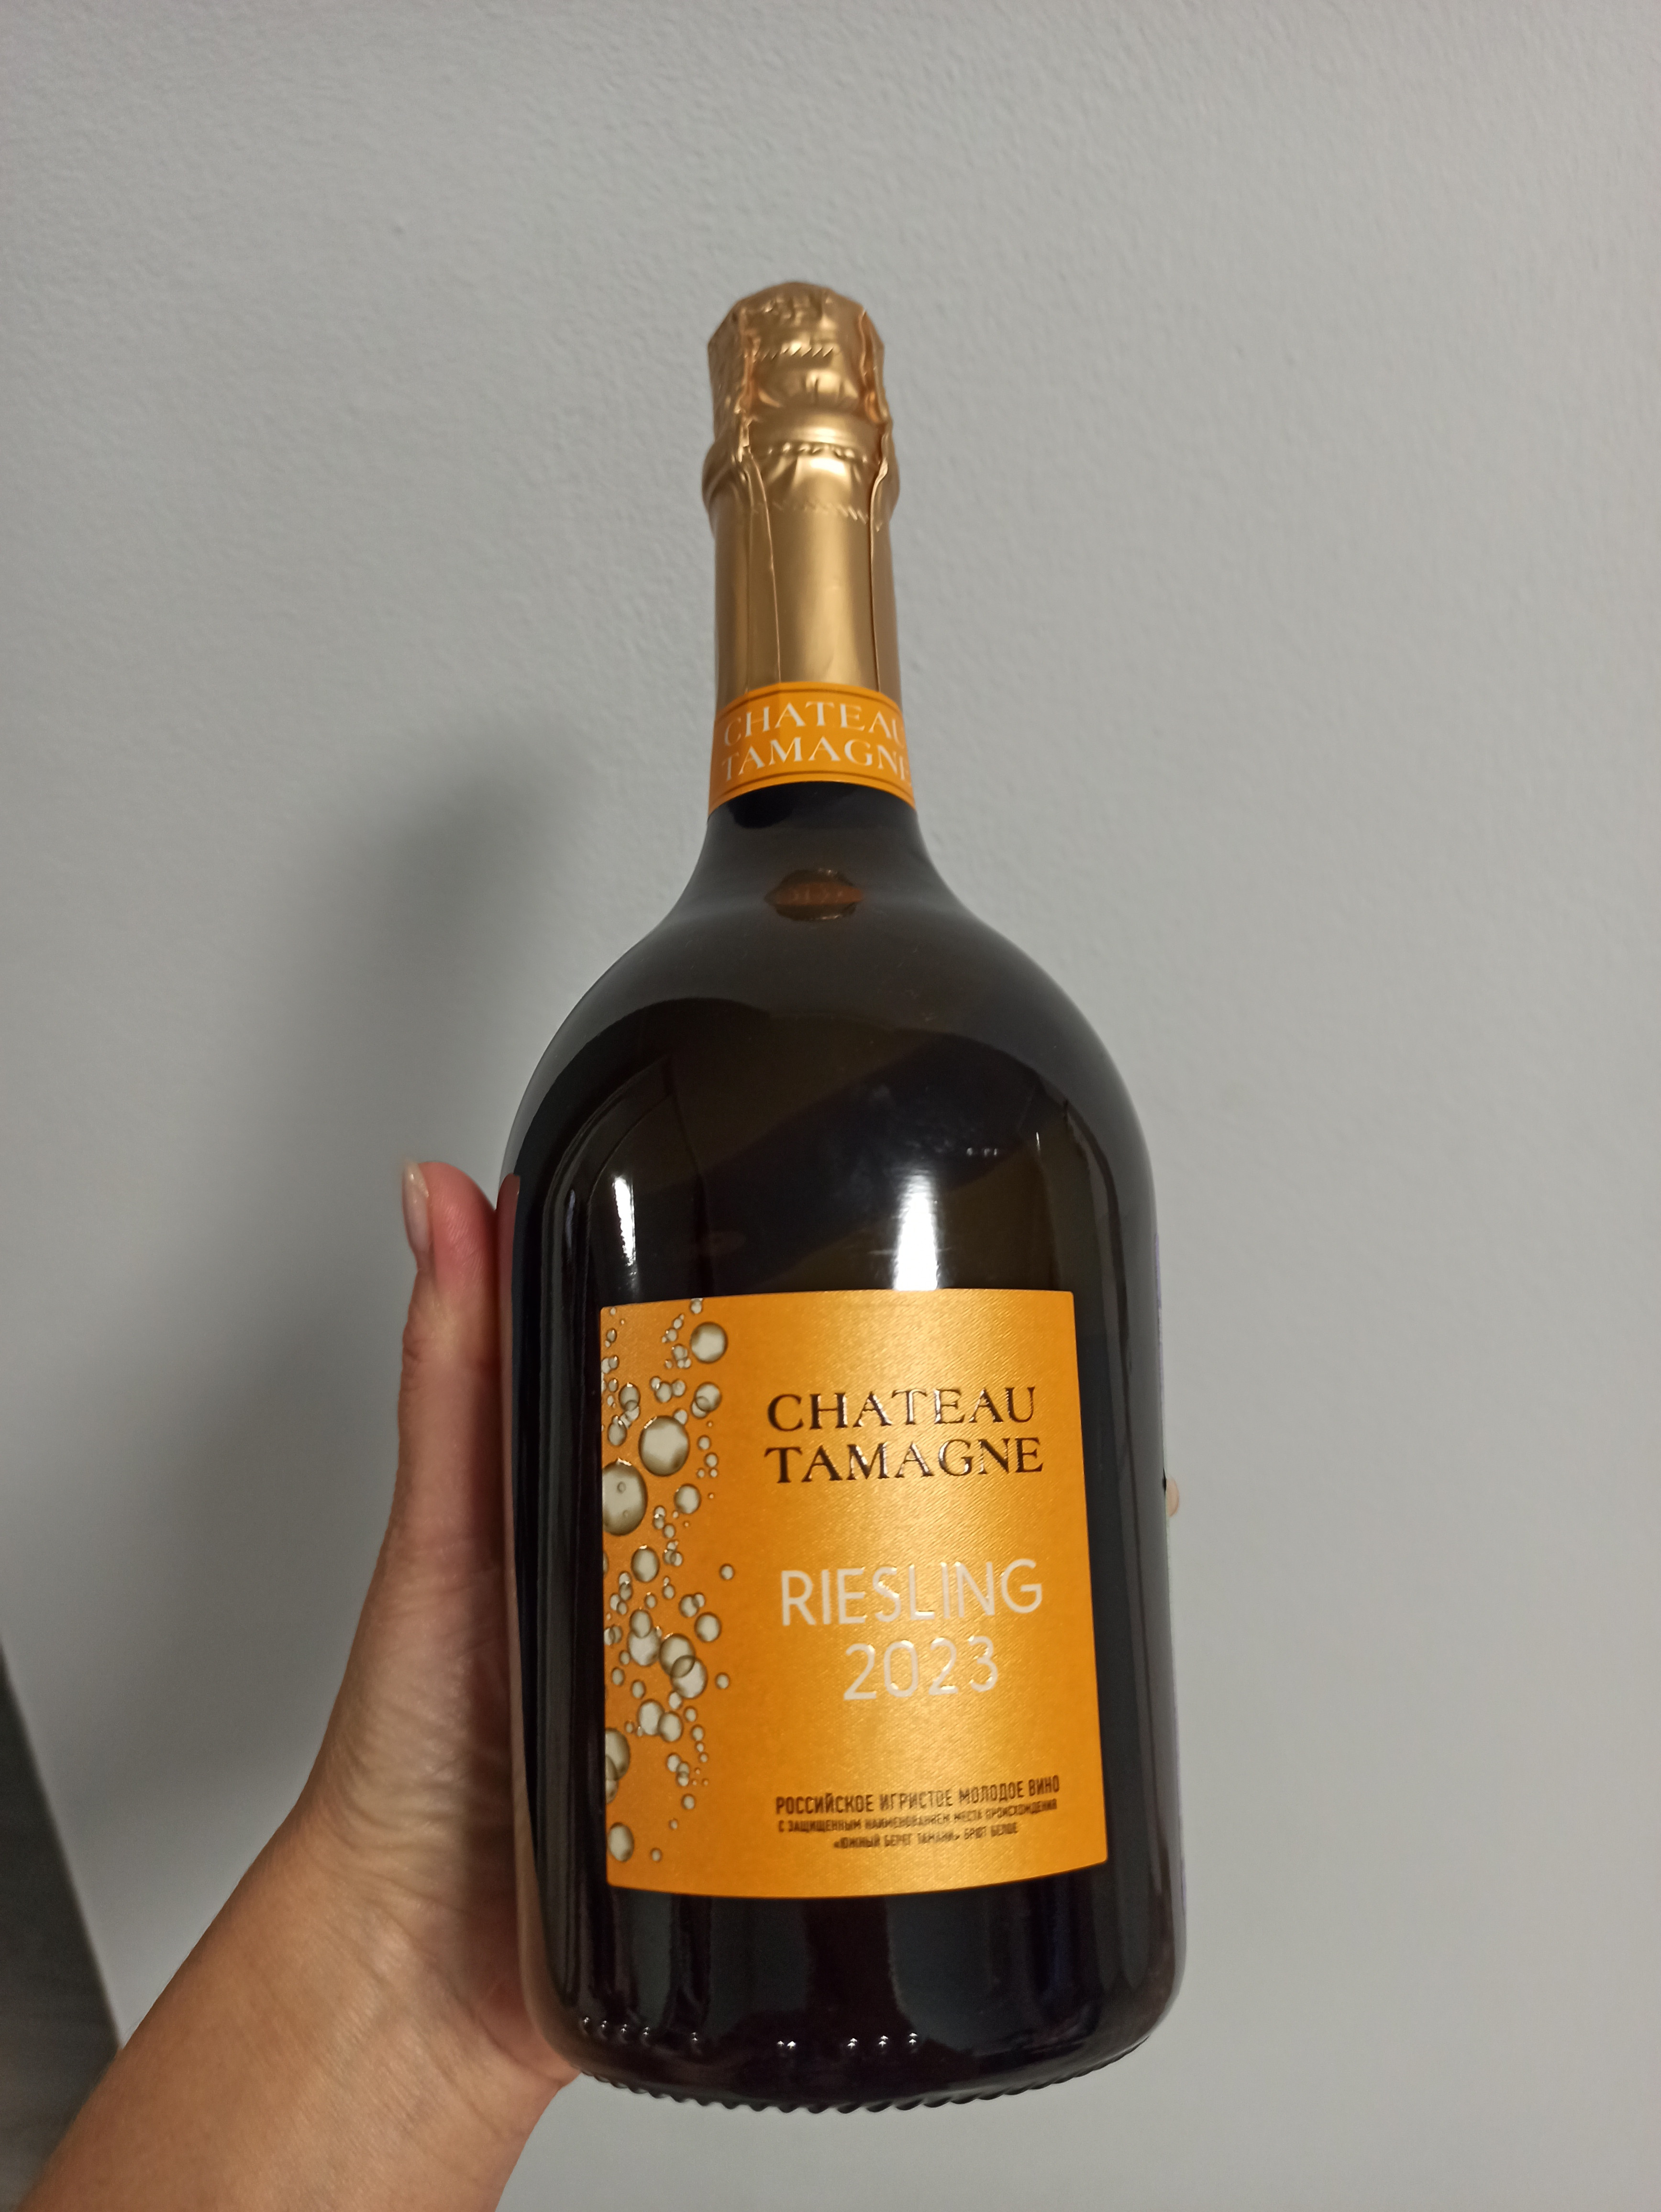 CHATEAU
TAMAGNE
CHATEAU
TAMAGNE
RIESLING
2023
РОССИЙСКОЕ ИГРИСТОЕ МОЛОДОЕ ВИНО
С ЗАЩИЩЕННЫМ НАИМЕНОВАНИЕМ МЕСТА ПРОИСХОЖДЕНИЯ
«ЮЖНЫЙ БЕРЕГ ТАМАНИ» БРЮТ БЕЛОЕ